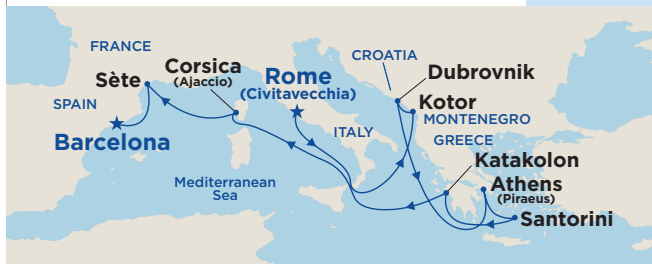 FRANCE
CROATIA
Corsica
(Ajaccio)
Rome
(Civitavecchia)
Dubrovnik
Sète
Kotor
SPAIN
MONTENEGRO
Barcelona
ITALY
GREECE
Katakolon
Athens
(Piraeus)
Mediterranean
Sea
Santorini